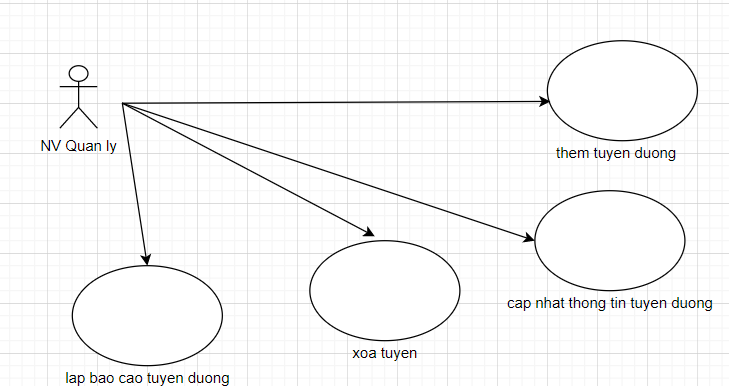 NV Quan ly
them tuyen duong
cap nhat thong tin tuyen duong
xoa tuyen
lap bao cao tuyen duong